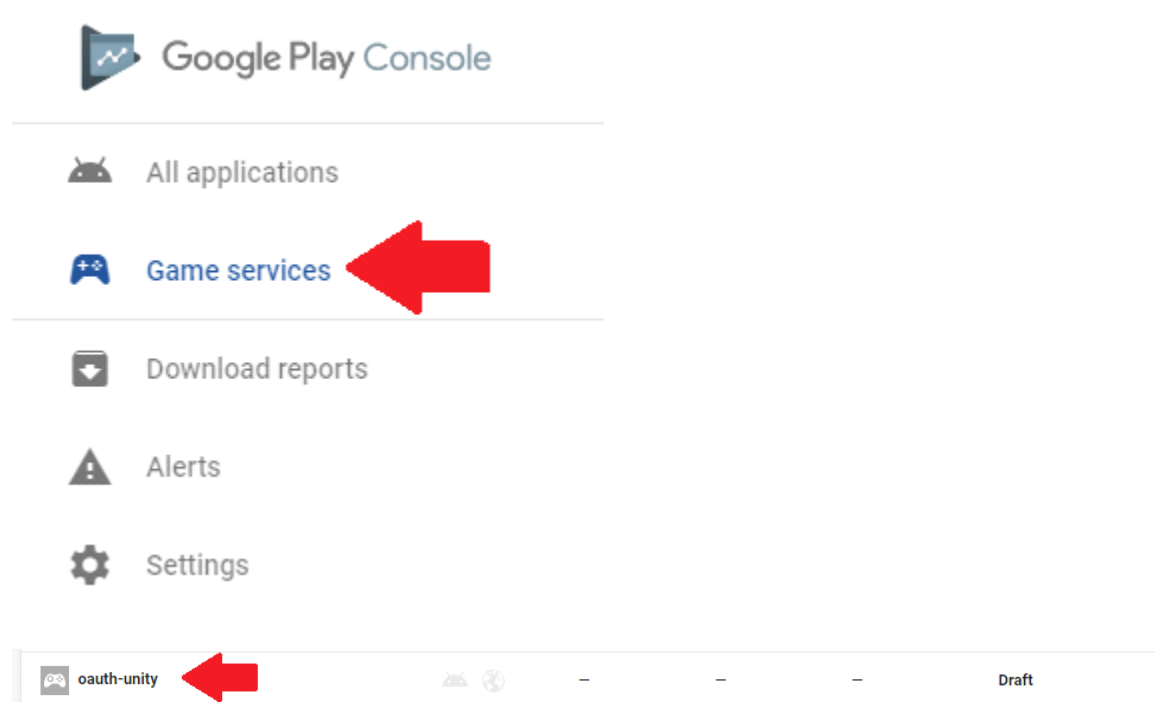 Google Play Console
All applications
Game services
Download reports
Alerts
Settings
oauth-unity – – – Draft